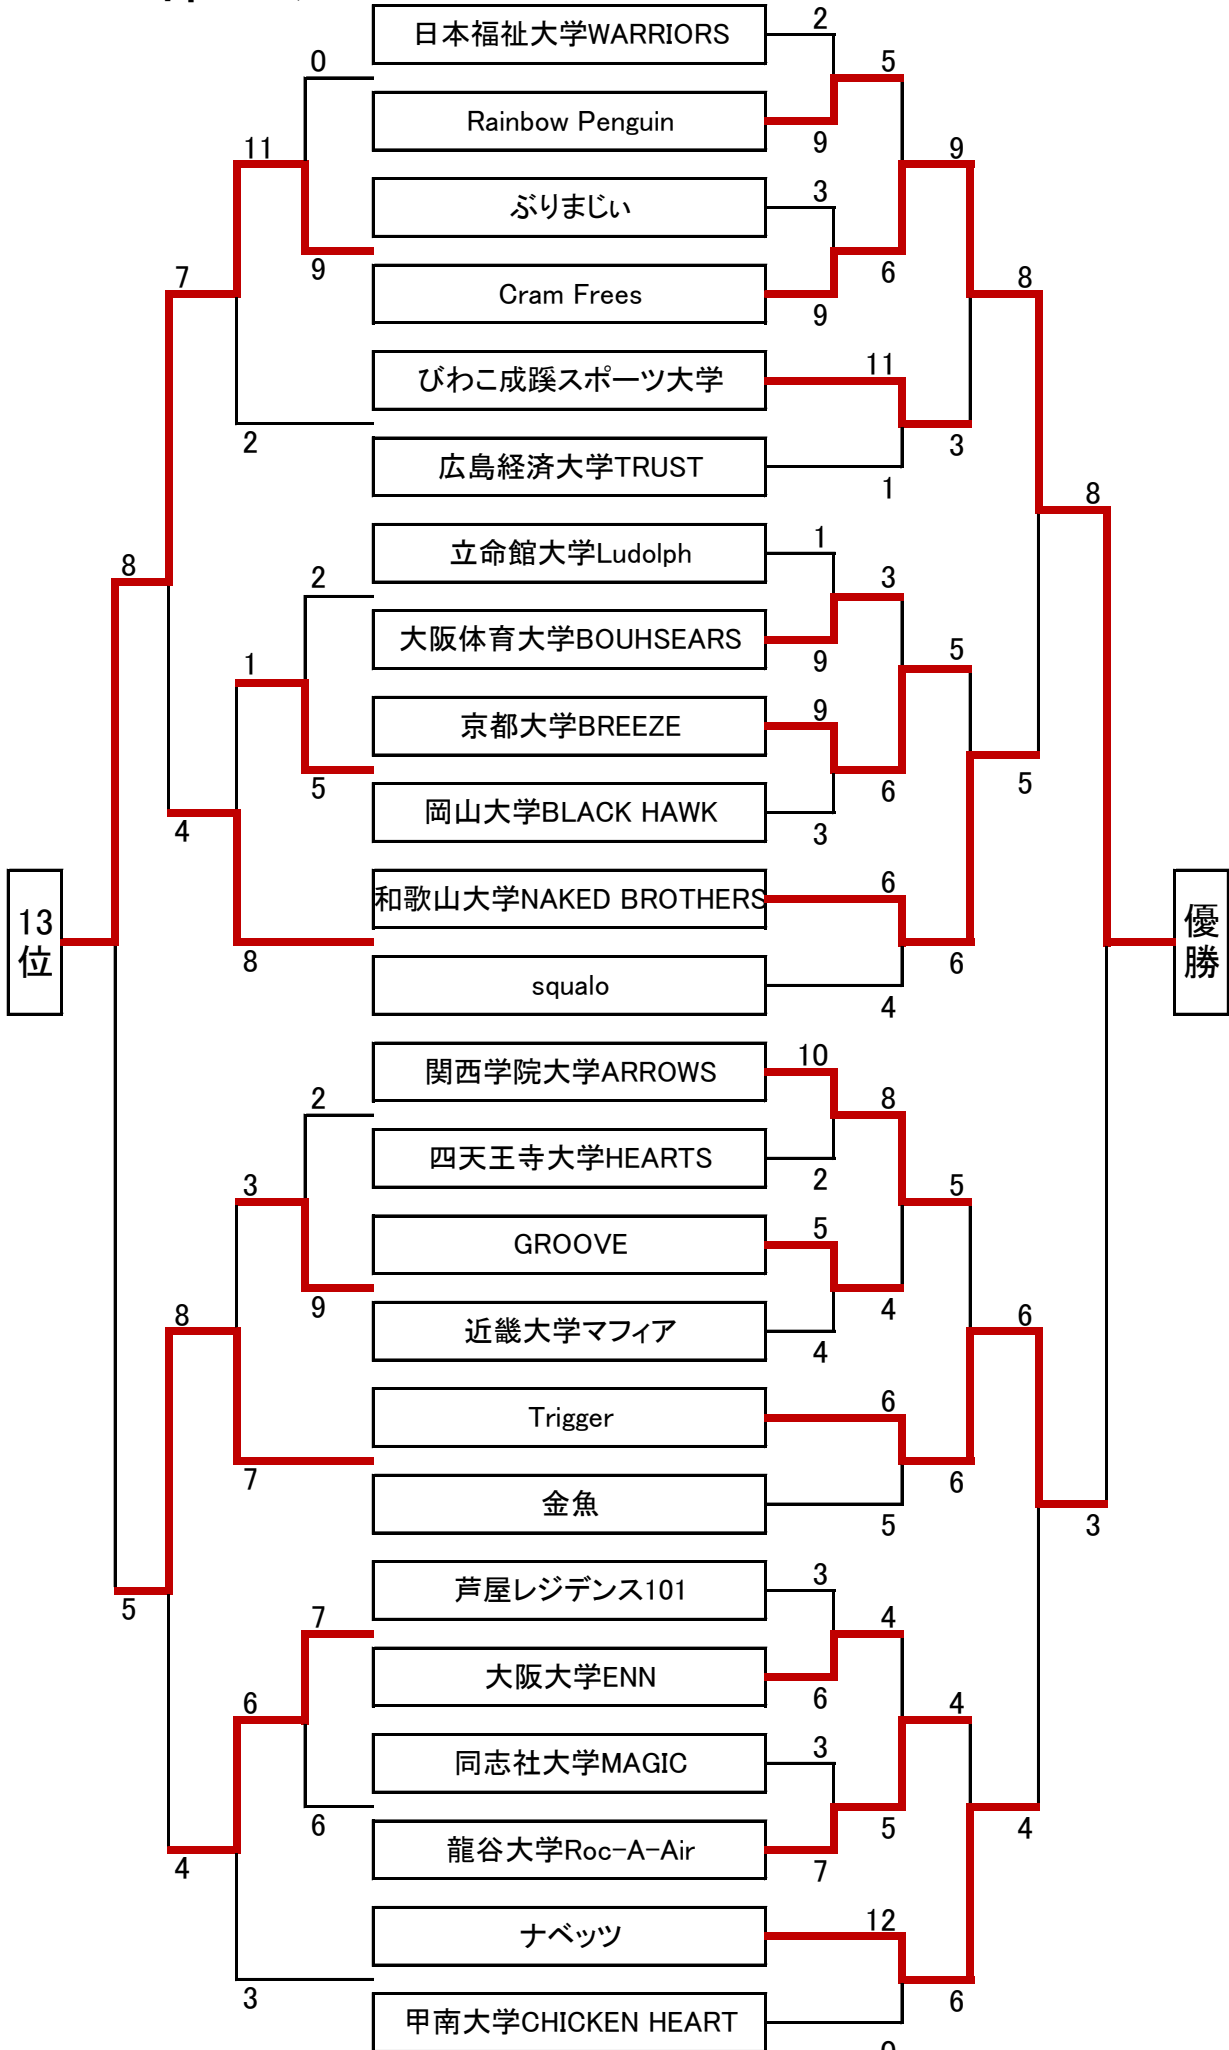 日本福祉大学WARRIORS 2
0 5
Rainbow Penguin 9
11 9
ぶりまじぃ 3
9 6
7 8
Cram Frees 9
びわこ成蹊スポーツ大学 11
2 3
広島経済大学TRUST 1
8
立命館大学Ludolph 1
8 2 3
大阪体育大学BOUHSEARS 9
1 5
京都大学BREEZE 9
5 6 5
岡山大学BLACK HAWK 3
4
和歌山大学NAKED BROTHERS 6
13位
優勝
8 6
squalo 4
関西学院大学ARROWS 10
2 8
四天王寺大学HEARTS 2
3 5
GROOVE 5
9 4
8 6
近畿大学マフィア 4
Trigger 6
7 6
金魚 5
3
芦屋レジデンス101 3
5 7 4
大阪大学ENN 6
6 4
同志社大学MAGIC 3
6 5 4
龍谷大学Roc-A-Air 7
4
ナベッツ 12
3 6
甲南大学CHICKEN HEART